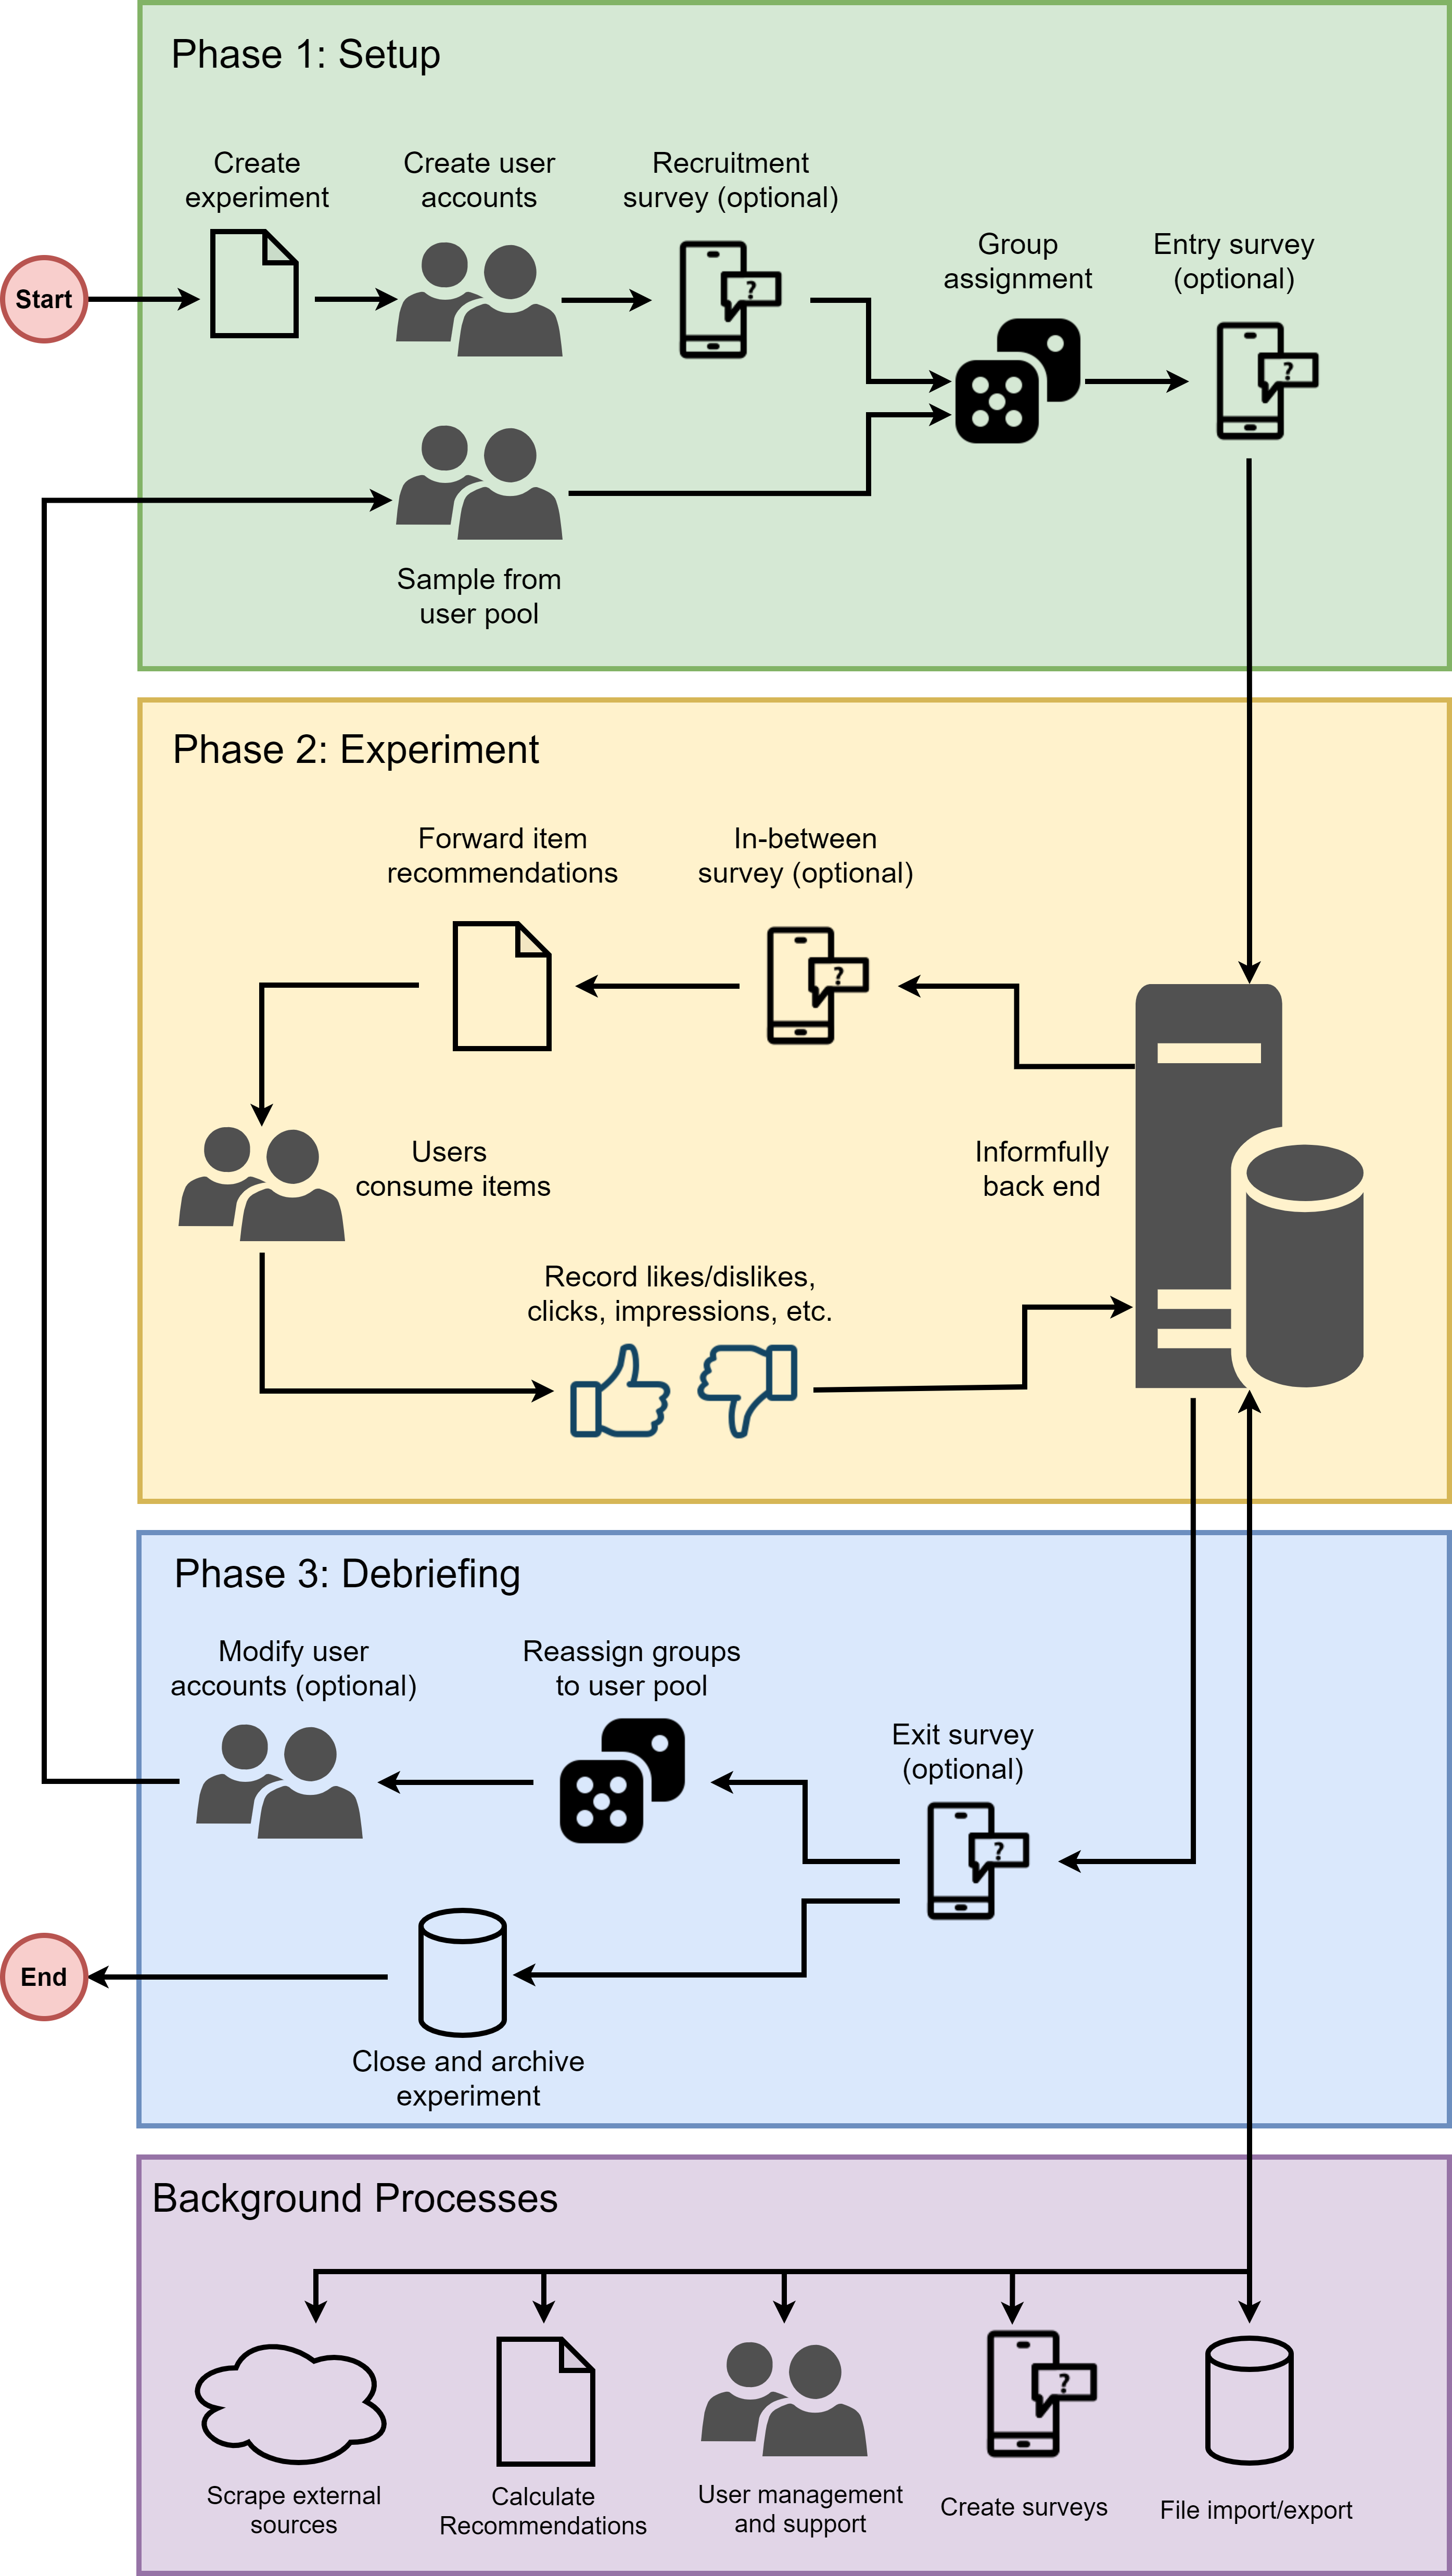 Phase 1: Setup
Create
experiment
Create user
accounts
Recruitment
survey (optional)
Group
assignment
Entry survey
(optional)
Start
?
?
Sample from
user pool
Phase 2: Experiment
Forward item
recommendations
In-between
survey (optional)
?
Users
consume items
Informfully
back end
Record likes/dislikes,
clicks, impressions, etc.
Phase 3: Debriefing
Modify user
accounts (optional)
Reassign groups
to user pool
Exit survey
(optional)
?
End
Close and archive
experiment
Background Processes
?
Scrape external
sources
Calculate
Recommendations
User management
and support
Create surveys
File import/export